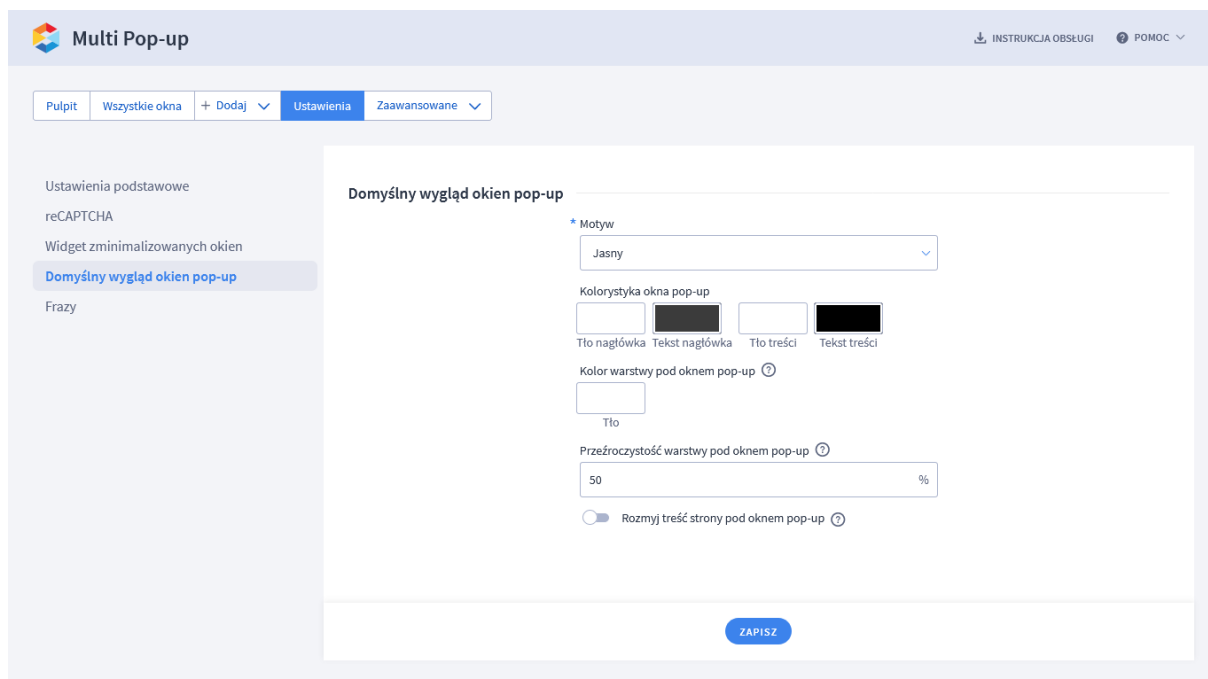 Multi Pop-up
INSTRUKCJA OBSŁUGI
POMOC
Pulpit
Wszystkie okna
+ Dodaj
Ustawienia
Zaawansowane
Ustawienia podstawowe
reCAPTCHA
Widget zminimalizowanych okien
Domyślny wygląd okien pop-up
Frazy
Domyślny wygląd okien pop-up
* Motyw
Jasny
Kolorystyka okna pop-up
Tło nagłówka Tekst nagłówka Tło treści Tekst treści
Kolor warstwy pod oknem pop-up ?
Tło
Przeźroczystość warstwy pod oknem pop-up ?
50 %
Rozmyj treść strony pod oknem pop-up ?
ZAPISZ